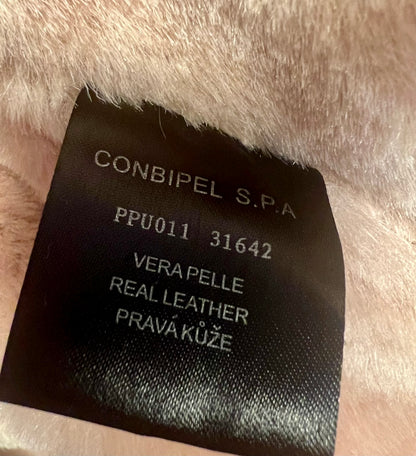 CONBIPEL S.P.A
PPU011 31642
VERA PELLE
REAL LEATHER
PRAVÁ KŮŽE